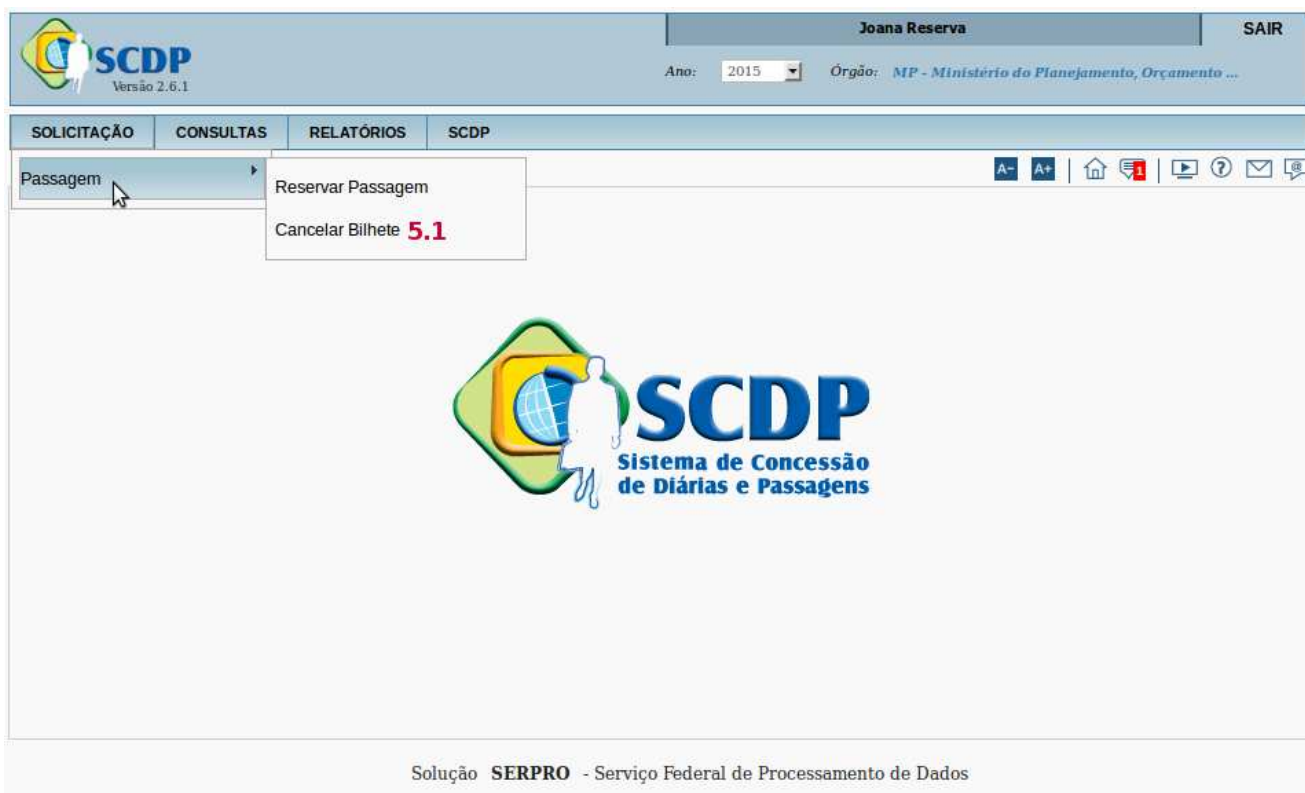 Joana Reserva
SAIR
SCDP
Versão 2.6.1
Ano: 2015 Órgão: MP - Ministério do Planejamento, Orçamento ...
SOLICITAÇÃO CONSULTAS RELATÓRIOS SCDP
A- A+ 1 ? @
Passagem
Reservar Passagem
Cancelar Bilhete 5.1
SCDP
Sistema de Concessão
de Diárias e Passagens
Solução SERPRO - Serviço Federal de Processamento de Dados